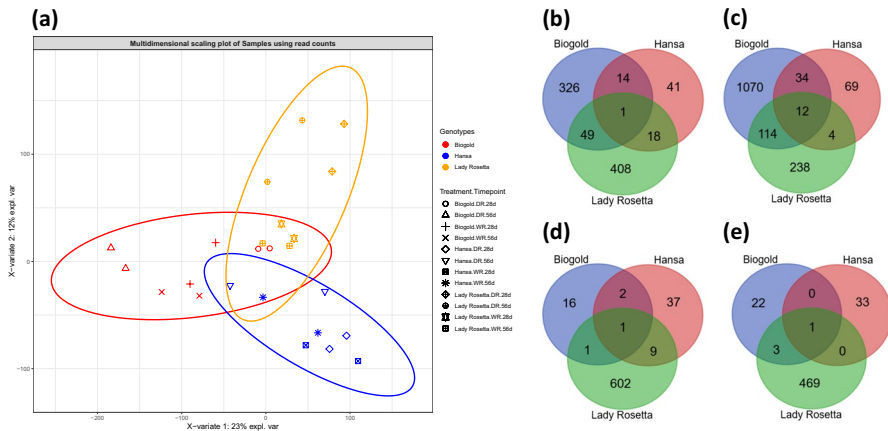 (a)
Multidimensional scaling plot of Samples using read counts
X-variate 2: 12% expl. var
100
0
−100
−200
−100
0
100
X-variate 1: 23% expl. var
Genotypes
Biogold
Hansa
Lady Rosetta
Treatment.Timepoint
Biogold.DR.28d
Biogold.DR.56d
Biogold.WR.28d
Biogold.WR.56d
Hansa.DR.28d
Hansa.DR.56d
Hansa.WR.28d
Hansa.WR.56d
Lady Rosetta.DR.28d
Lady Rosetta.DR.56d
Lady Rosetta.WR.28d
Lady Rosetta.WR.56d
(b)
Biogold
Hansa
326
14
41
1
49
18
408
Lady Rosetta
(c)
Biogold
Hansa
1070
34
69
12
114
4
238
Lady Rosetta
(d)
Biogold
Hansa
16
2
37
1
1
9
602
Lady Rosetta
(e)
Biogold
Hansa
22
0
33
1
3
0
469
Lady Rosetta